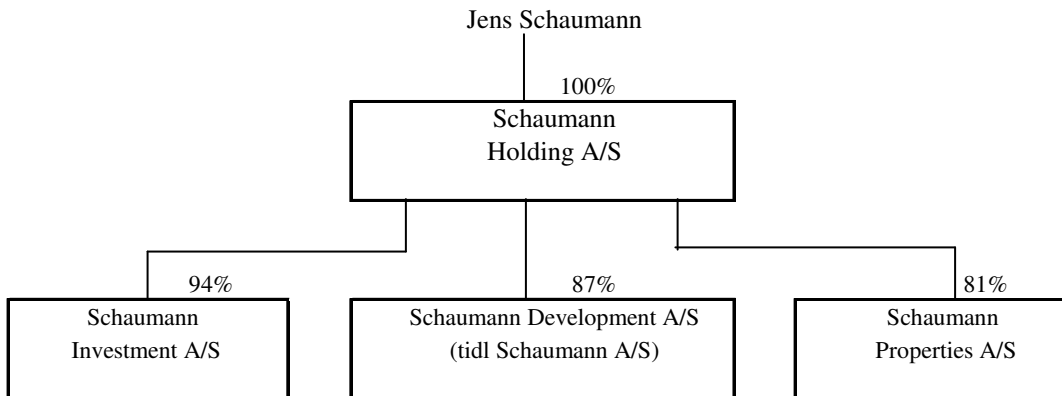 Jens Schaumann
100%
Schaumann
Holding A/S
94%
87%
81%
Schaumann
Investment A/S
Schaumann Development A/S
(tidl Schaumann A/S)
Schaumann
Properties A/S